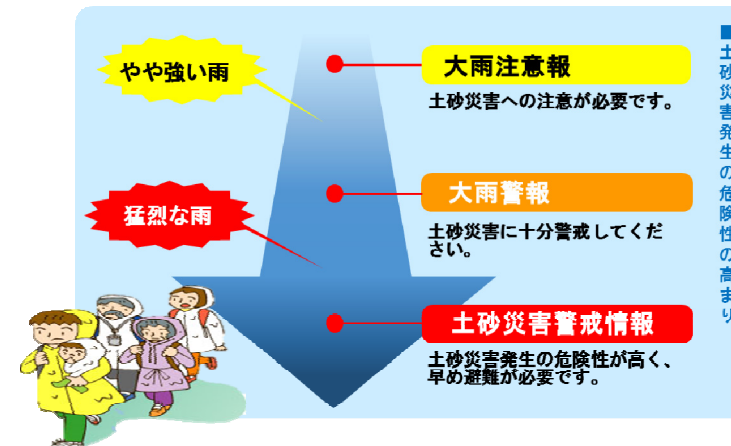 やや強い雨
大雨注意報
土砂災害への注意が必要です。
猛烈な雨
大雨警報
土砂災害に十分警戒してくだ
さい。
土砂災害警戒情報
土砂災害発生の危険性が高く、
早め避難が必要です。
■土砂災害発生の危険性の高まり